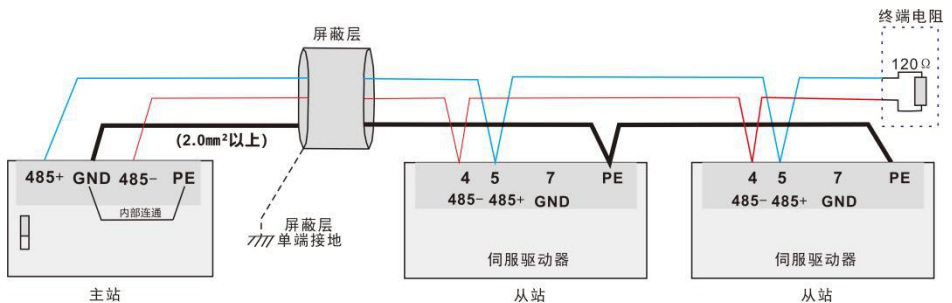 终端电阻
屏蔽层
120Ω
(2.0mm²以上)
485+ GND 485- PE
内部连通
4 5 7 PE
485- 485+ GND
4 5 7 PE
485- 485+ GND
屏蔽层
单端接地
伺服驱动器
伺服驱动器
主站
从站
从站